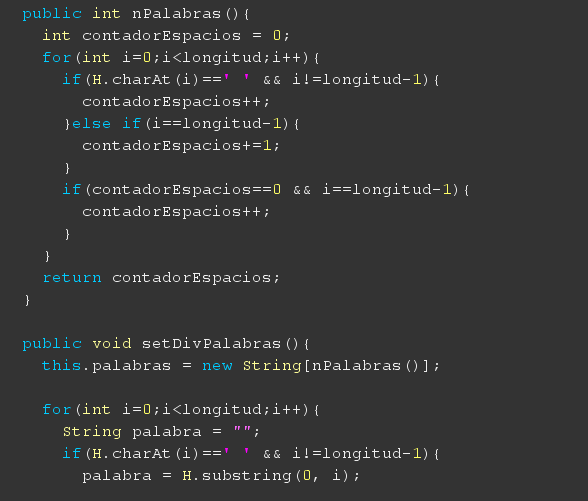 public int nPalabras(){
int contadorEspacios = 0;
for(int i=0;i<longitud;i++){
if(H.charAt(i)==' ' && i!=longitud-1){
contadorEspacios++;
}else if(i==longitud-1){
contadorEspacios+=1;
}
if(contadorEspacios==0 && i==longitud-1){
contadorEspacios++;
}
}
return contadorEspacios;
}
public void setDivPalabras(){
this.palabras = new String[nPalabras()];
for(int i=0;i<longitud;i++){
String palabra = "";
if(H.charAt(i)==' ' && i!=longitud-1){
palabra = H.substring(0, i);